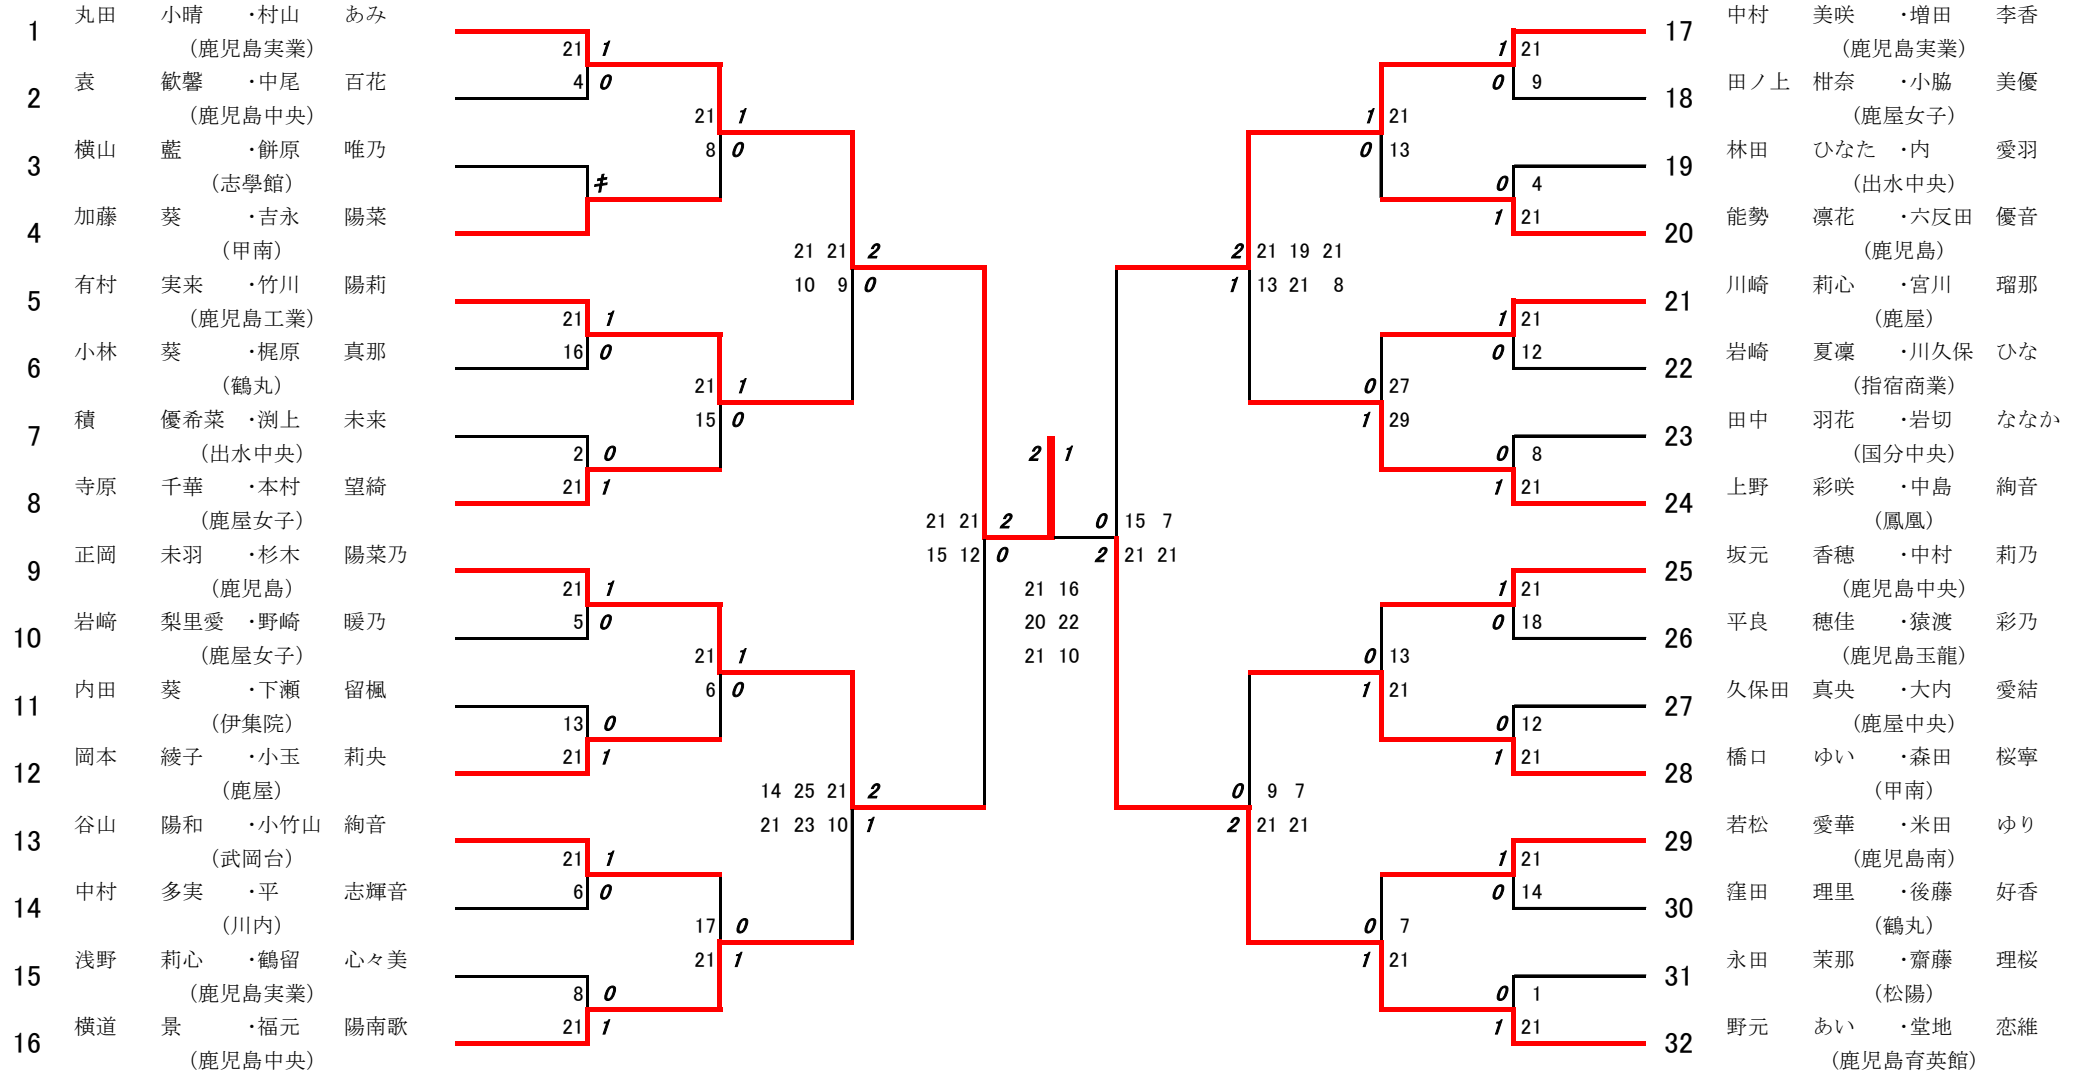 1 丸田 小晴 ・村山 あみ
(鹿児島実業)
2 袁 歓馨 ・中尾 百花
(鹿児島中央)
3 横山 藍 ・餅原 唯乃
(志學館)
4 加藤 葵 ・吉永 陽菜
(甲南)
5 有村 実来 ・竹川 陽莉
(鹿児島工業)
6 小林 葵 ・梶原 真那
(鶴丸)
7 積 優希菜 ・渕上 未来
(出水中央)
8 寺原 千華 ・本村 望綺
(鹿屋女子)
9 正岡 未羽 ・杉木 陽菜乃
(鹿児島)
10 岩﨑 梨里愛 ・野崎 暖乃
(鹿屋女子)
11 内田 葵 ・下瀬 留楓
(伊集院)
12 岡本 綾子 ・小玉 莉央
(鹿屋)
13 谷山 陽和 ・小竹山 絢音
(武岡台)
14 中村 多実 ・平 志輝音
(川内)
15 浅野 莉心 ・鶴留 心々美
(鹿児島実業)
16 横道 景 ・福元 陽南歌
(鹿児島中央)
21 1
4 0
キ
21 1
16 0
2 0
21 1
21 1
5 0
13 0
21 1
21 1
6 0
8 0
21 1
21 1
8 0
21 1
15 0
21 1
6 0
17 0
21 1
21 21 2
10 9 0
14 25 21 2
21 23 10 1
21 21 2
15 12 0
2 1
21 16
20 22
21 10
0 15 7
2 21 21
2 21 19 21
1 13 21 8
0 9 7
2 21 21
1 21
0 13
0 27
1 29
0 13
1 21
0 7
1 21
1 21
0 9
0 4
1 21
1 21
0 12
0 8
1 21
1 21
0 18
0 12
1 21
1 21
0 14
0 1
1 21
17 中村 美咲 ・増田 李香
(鹿児島実業)
18 田ノ上 柑奈 ・小脇 美優
(鹿屋女子)
19 林田 ひなた ・内 愛羽
(出水中央)
20 能勢 凛花 ・六反田 優音
(鹿児島)
21 川崎 莉心 ・宮川 瑠那
(鹿屋)
22 岩崎 夏凜 ・川久保 ひな
(指宿商業)
23 田中 羽花 ・岩切 ななか
(国分中央)
24 上野 彩咲 ・中島 絢音
(鳳凰)
25 坂元 香穂 ・中村 莉乃
(鹿児島中央)
26 平良 穂佳 ・猿渡 彩乃
(鹿児島玉龍)
27 久保田 真央 ・大内 愛結
(鹿屋中央)
28 橋口 ゆい ・森田 桜寧
(甲南)
29 若松 愛華 ・米田 ゆり
(鹿児島南)
30 窪田 理里 ・後藤 好香
(鶴丸)
31 永田 茉那 ・齋藤 理桜
(松陽)
32 野元 あい ・堂地 恋維
(鹿児島育英館)